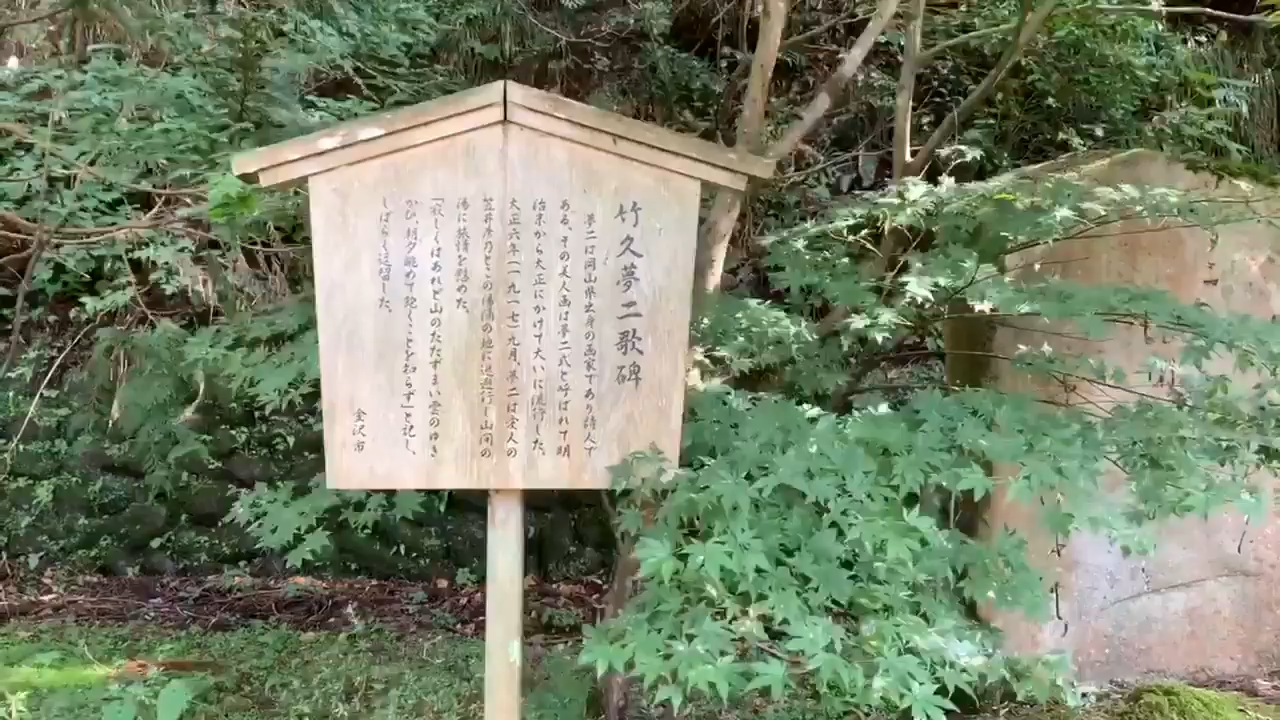 竹久夢二歌碑
夢二は岡山県出身の画家であり詩人で
ある。その美人画は夢二式と呼ばれて明
治末から大正にかけて大いに流行した。
大正六年(一九一七)九月、夢二は愛人の
笠井彦乃とこの湯涌の地に逃避行し山間の
湯に旅情を慰めた。
「寂しくはあれど山のたたずまい雲のゆき
かひ、朝夕眺めて飽くことを知らず」と記し、
しばらく逗留した。
金沢市